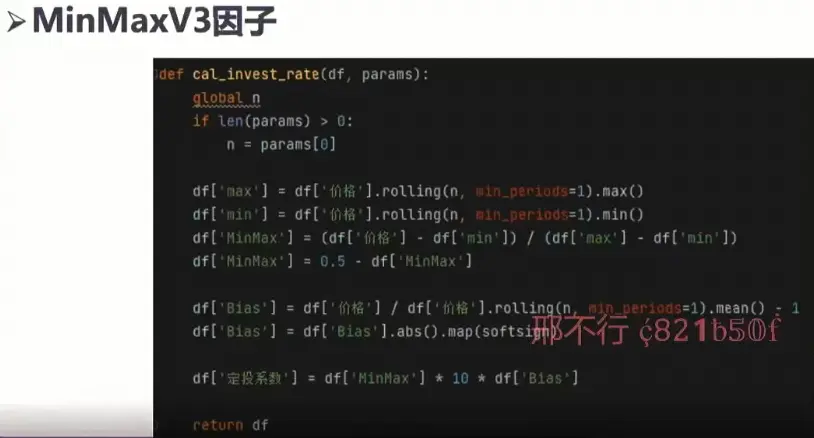 ➢MinMaxV3因子
def cal_invest_rate(df, params):
global n
if len(params) > 0:
n = params[0]
df['max'] = df['价格'].rolling(n, min_periods=1).max()
df['min'] = df['价格'].rolling(n, min_periods=1).min()
df['MinMax'] = (df['价格'] - df['min']) / (df['max'] - df['min'])
df['MinMax'] = 0.5 - df['MinMax']
df['Bias'] = df['价格'] / df['价格'].rolling(n, min_periods=1).mean() - 1
df['Bias'] = df['Bias'].abs().map(softsign)
邢不行
df['定投系数'] = df['MinMax'] * 10 * df['Bias']
return df